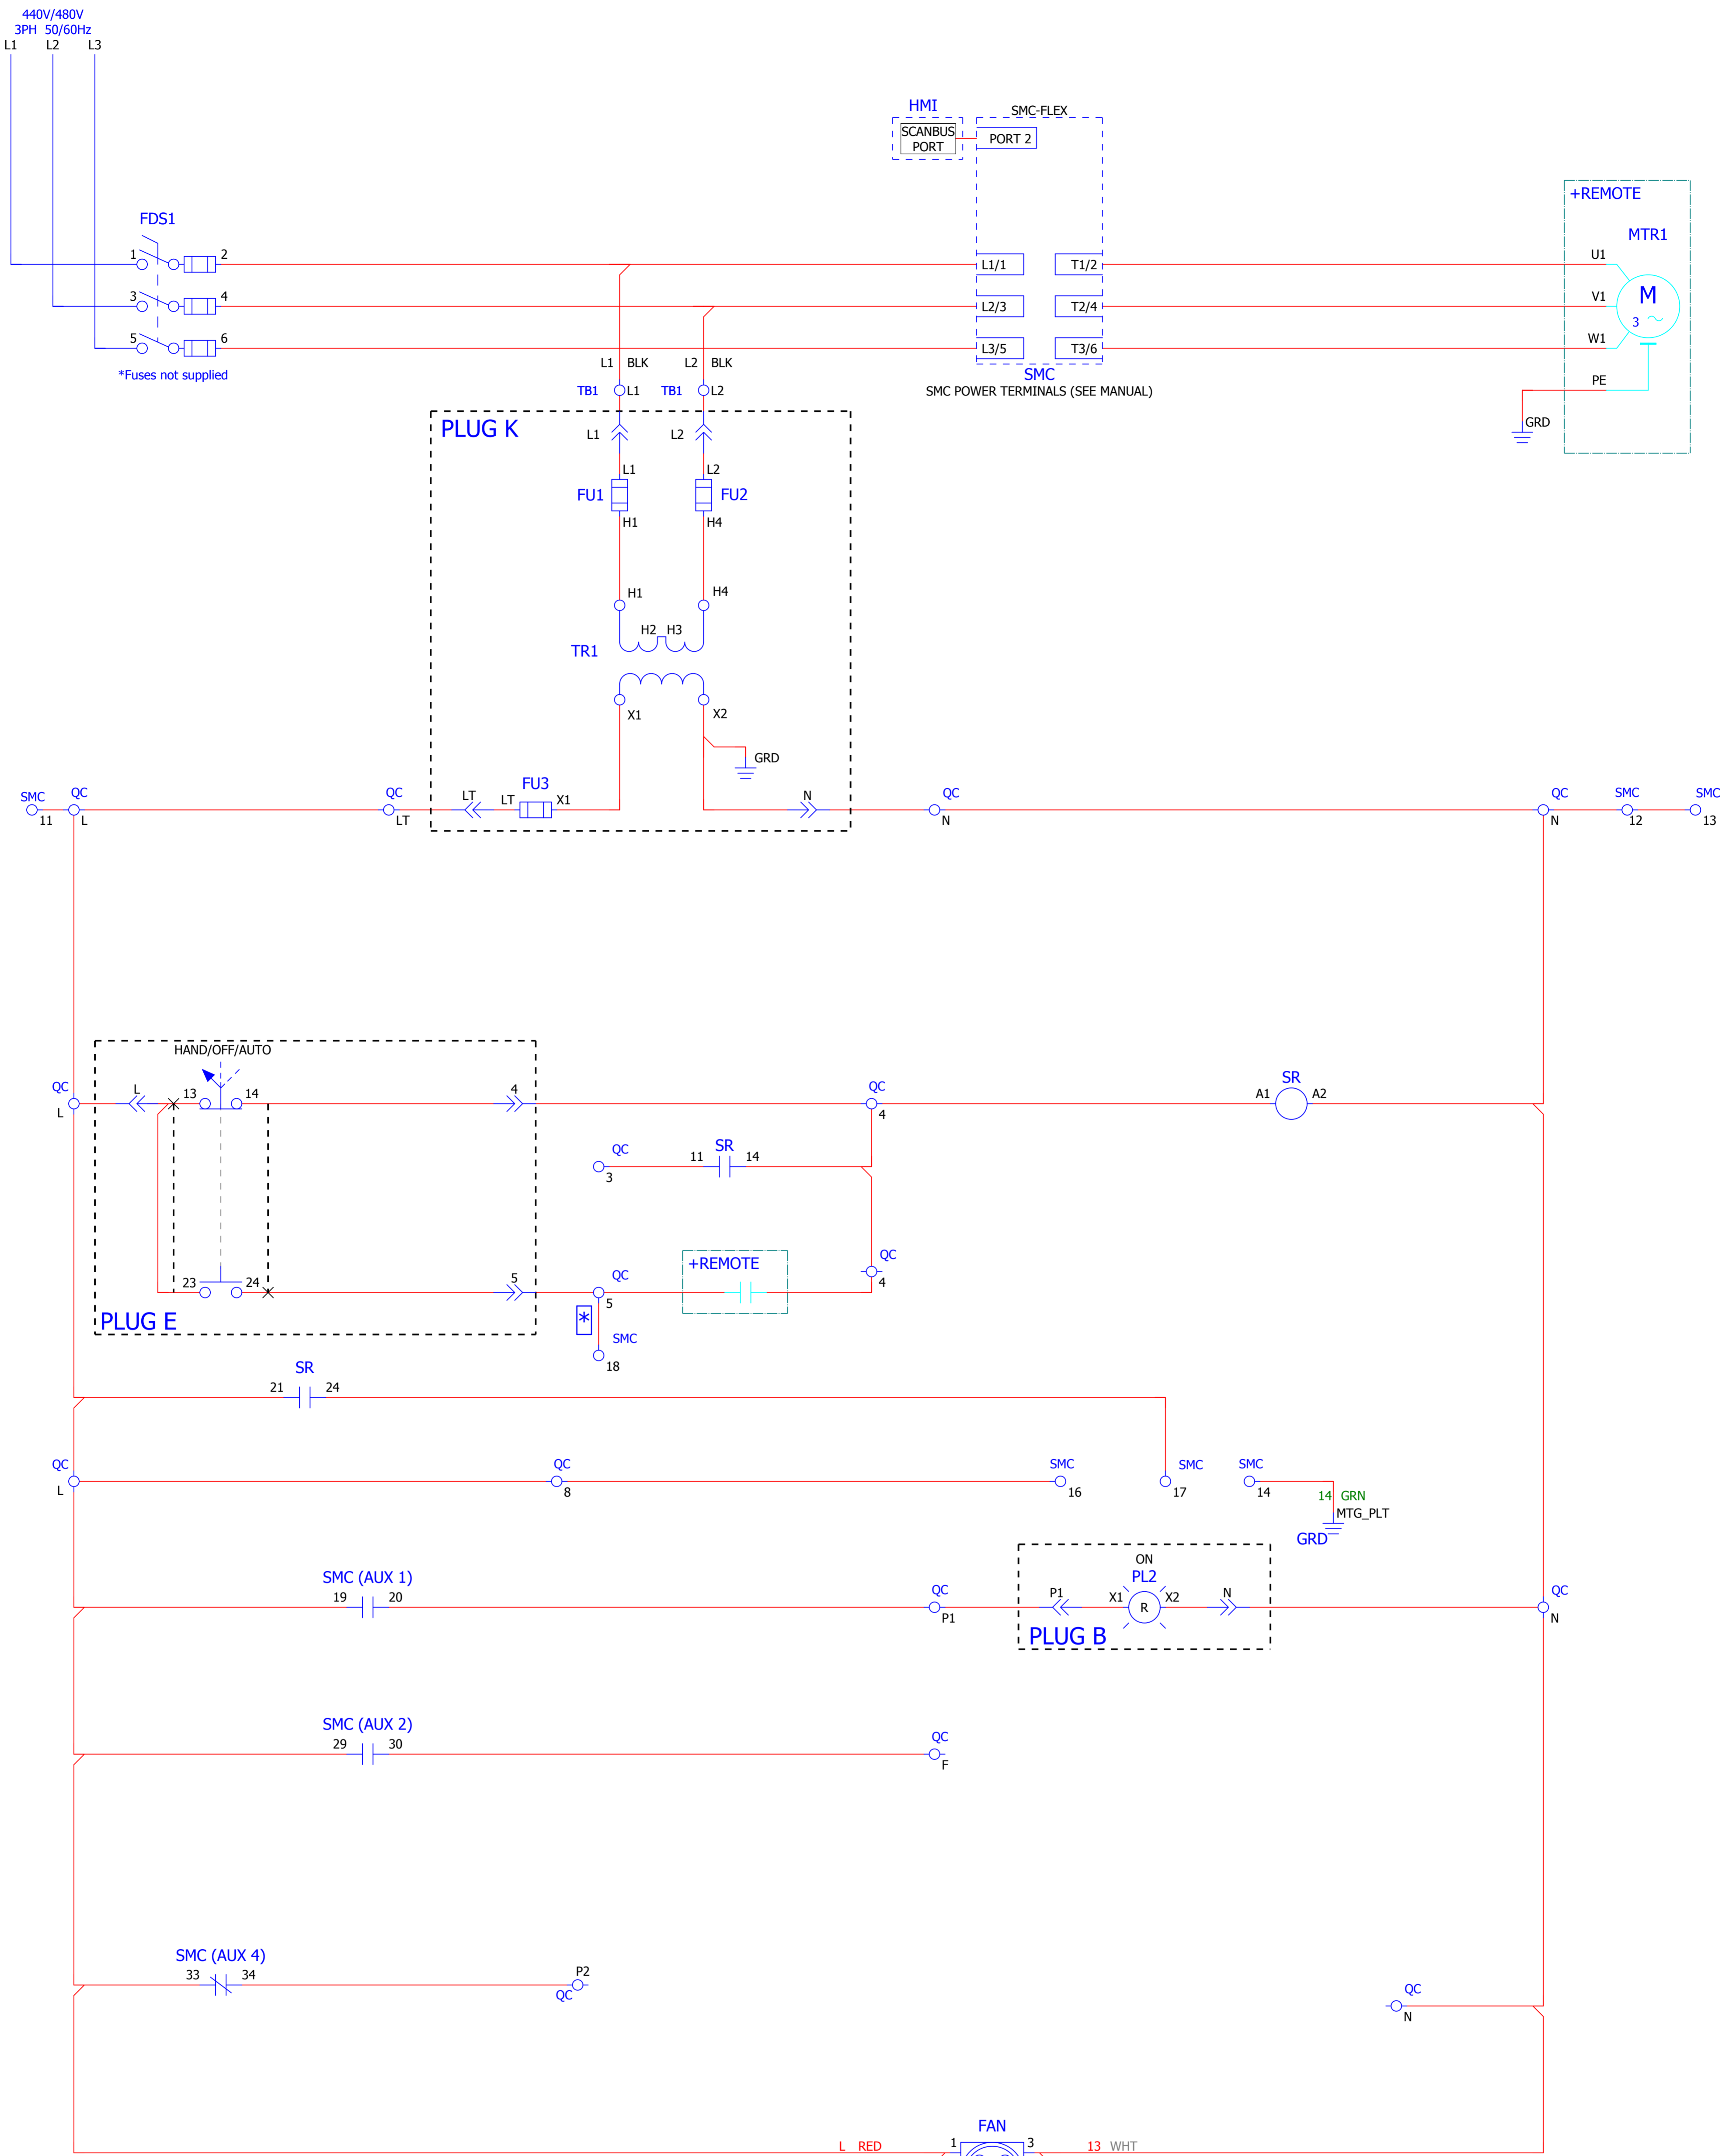 440V/480V
3PH 50/60Hz
L1 L2 L3
HMI
SCANBUS
PORT
SMC-FLEX
PORT 2
+REMOTE
MTR1
FDS1
1 2
3 4
5 6
*Fuses not supplied
L1/1 T1/2
L2/3 T2/4
L3/5 T3/6
SMC
SMC POWER TERMINALS (SEE MANUAL)
U1
V1
W1
PE
M
3
GRD
L1 BLK L2 BLK
TB1 L1 TB1 L2
PLUG K
L1 L2
L1 L2
FU1 FU2
H1 H4
H1 H4
H2 H3
TR1
X1 X2
GRD
SMC
11
QC
L
QC
LT
LT
LT
FU3
X1
N
QC
N
QC
N
SMC
12
SMC
13
HAND/OFF/AUTO
QC
L
L
13 14
4
QC
4
SR
A1 A2
QC
3
SR
11 14
QC
4
+REMOTE
23 24
5
QC
5
PLUG E
*
SMC
18
SR
21 24
QC
L
QC
8
SMC
16
SMC
17
SMC
14
14 GRN
MTG_PLT
GRD
SMC (AUX 1)
19 20
QC
P1
ON
PL2
P1
X1 R X2
N
PLUG B
QC
N
SMC (AUX 2)
29 30
QC
F
SMC (AUX 4)
33 34
P2
QC
QC
N
FAN
L RED
1 3
13 WHT